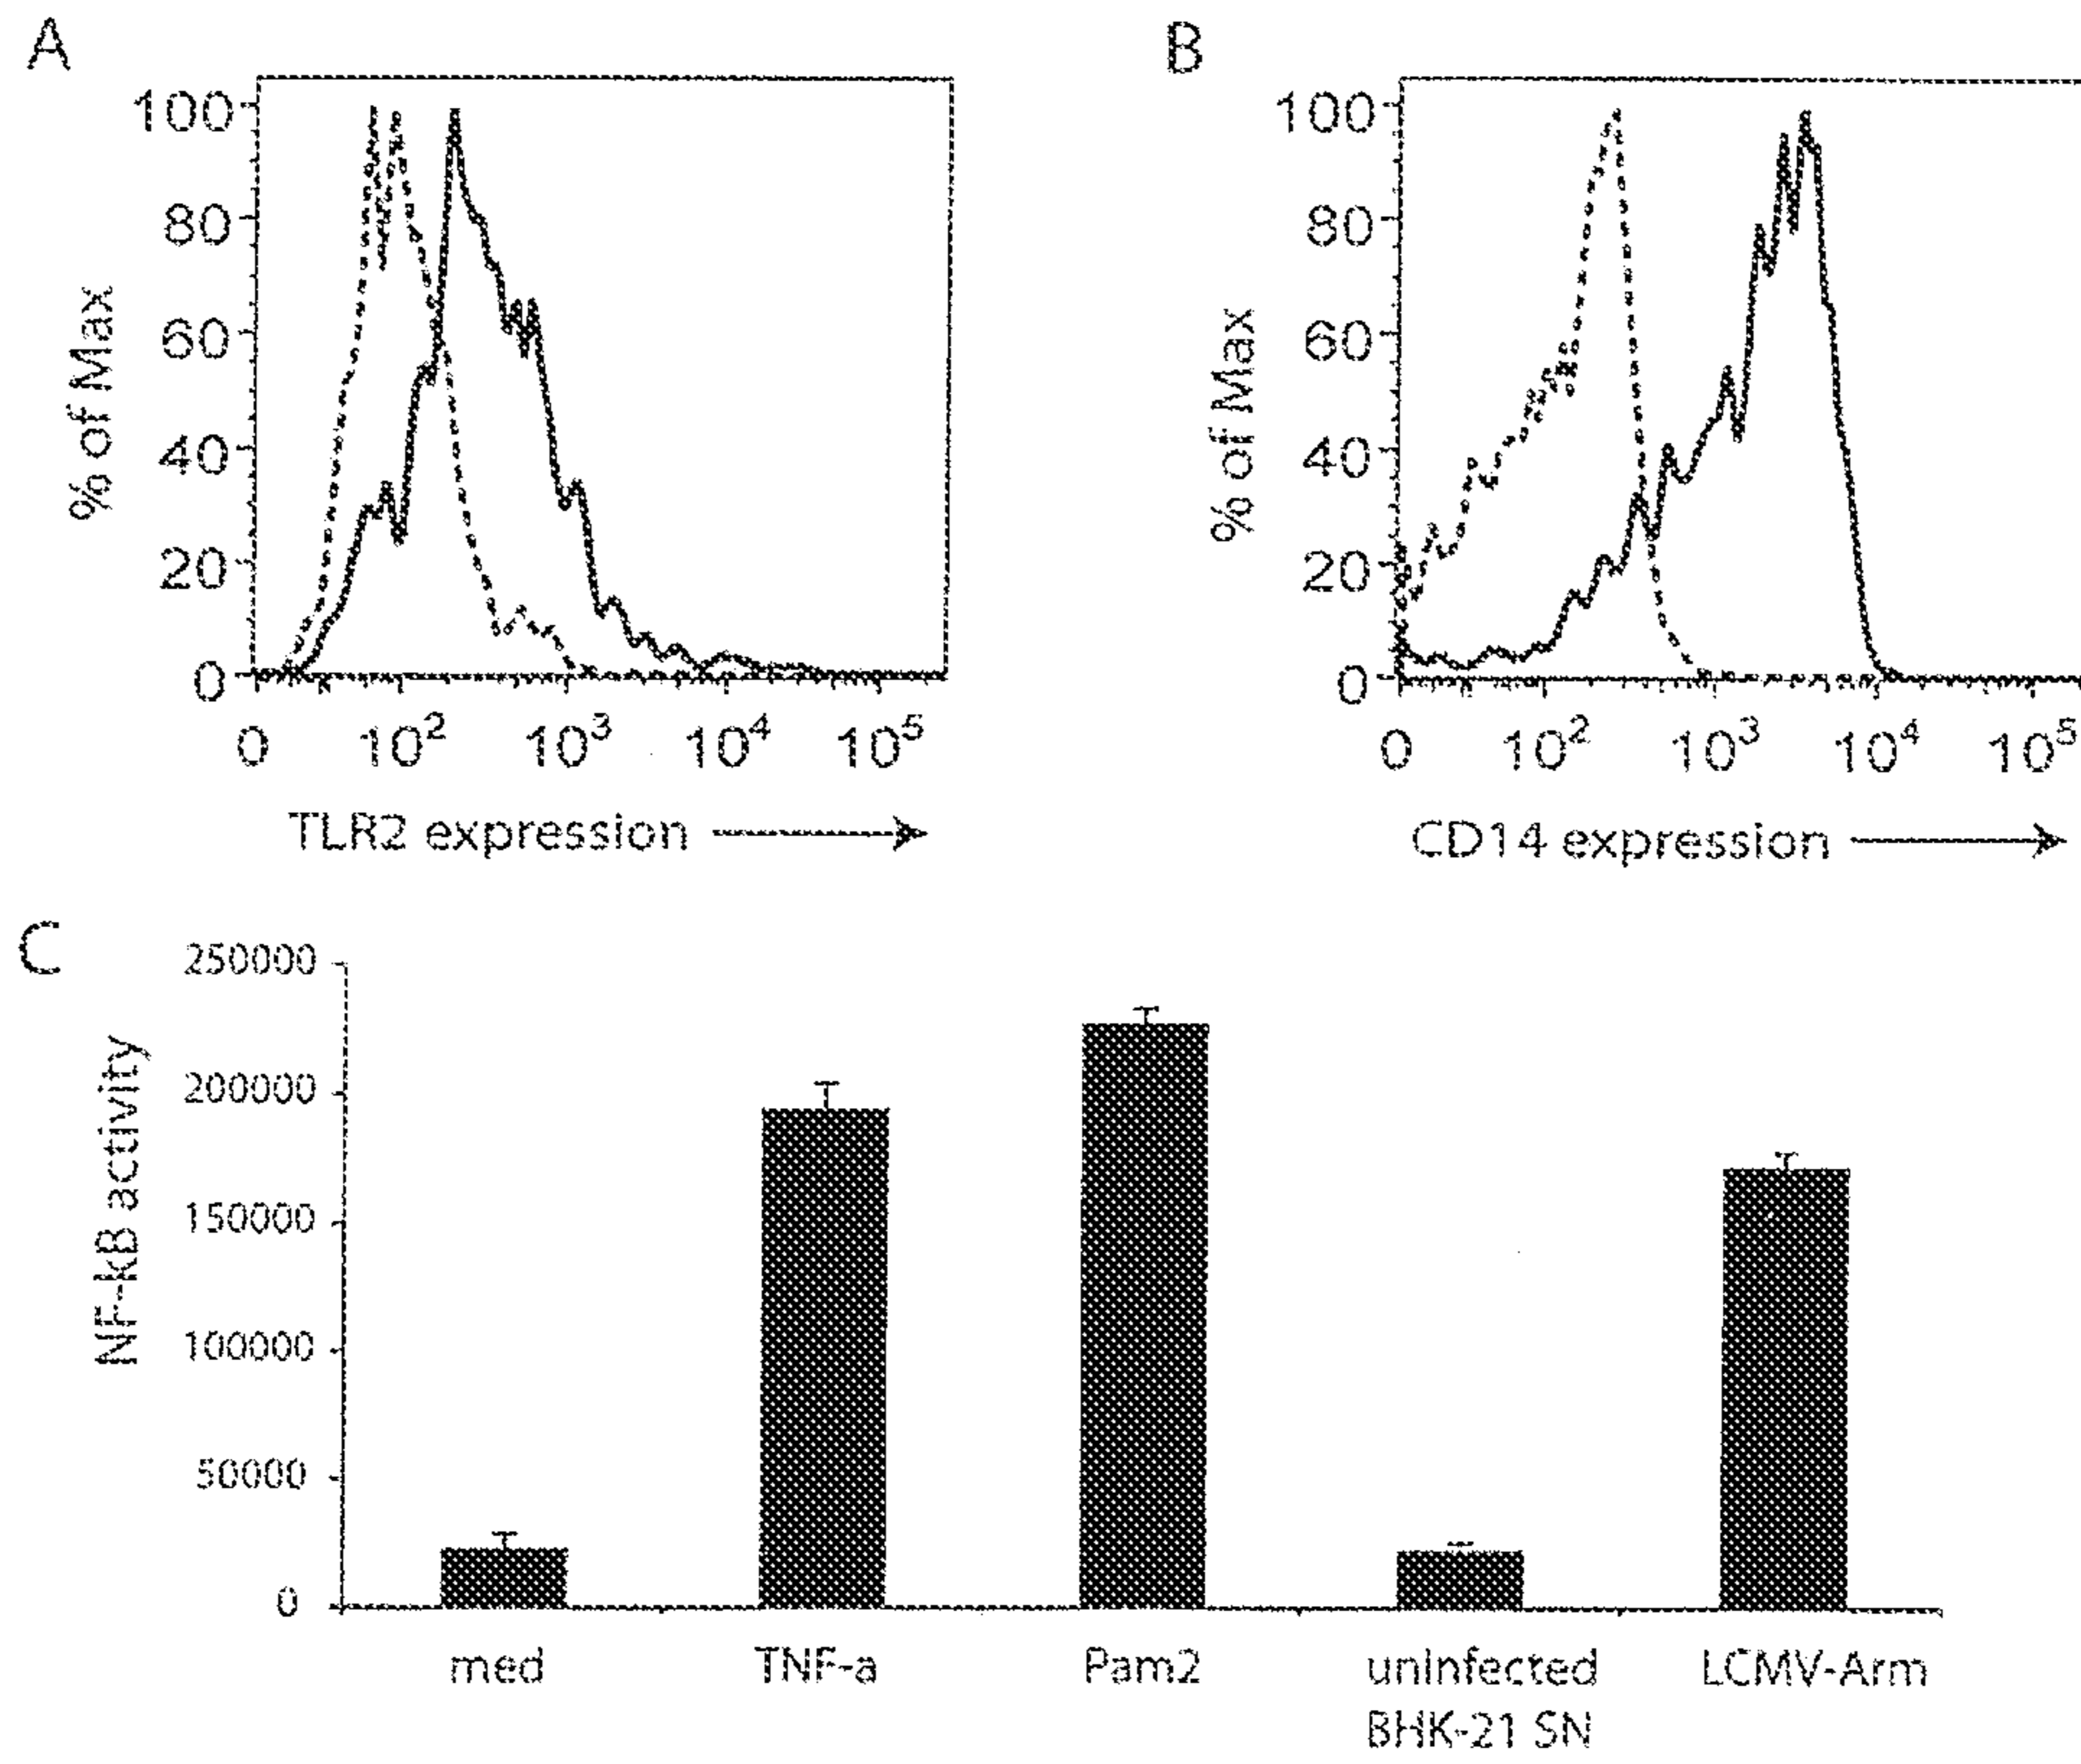 A
100
80
60
40
20
0
% of Max
0 10² 10³ 10⁴ 10⁵
TLR2 expression
B
100
80
60
40
20
0
% of Max
0 10² 10³ 10⁴ 10⁵
CD14 expression
C
250000
200000
150000
100000
50000
0
NF-kB activity
med
TNF-a
Pam2
uninfected
BHK-21 SN
LCMV-Arm